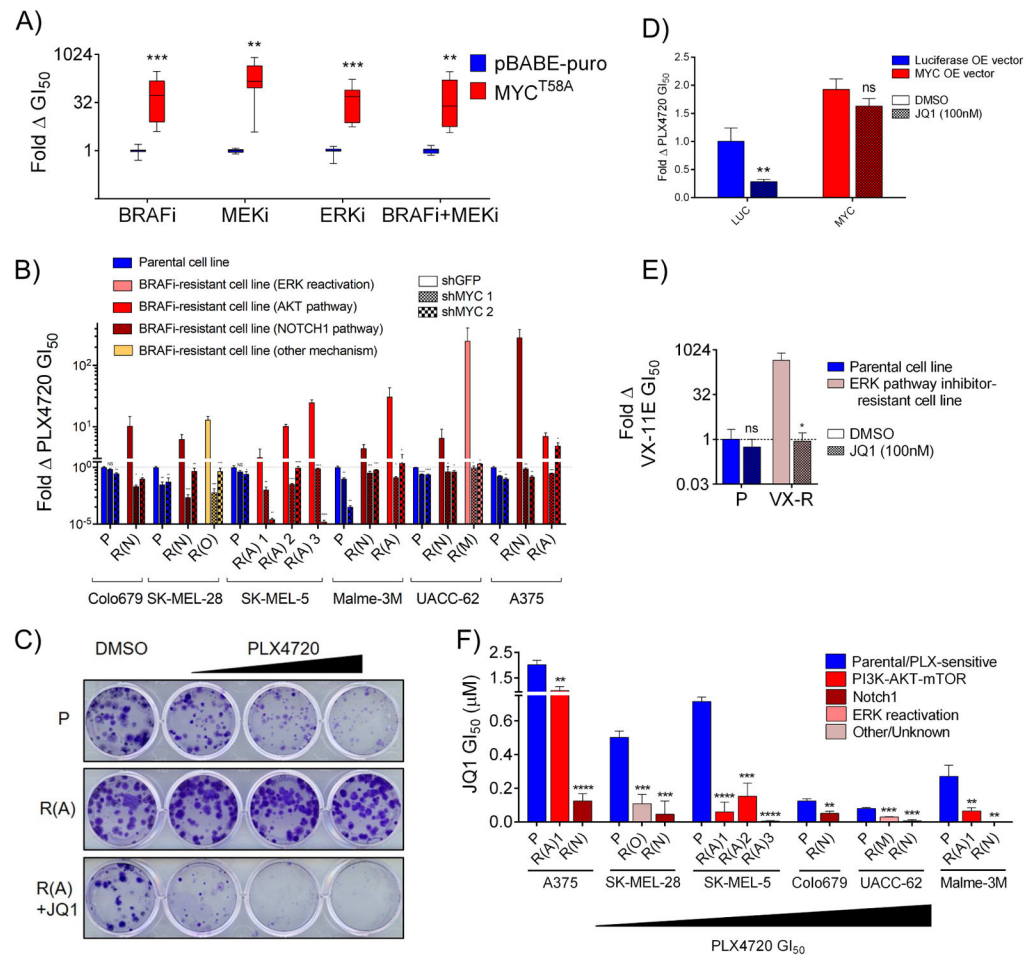 A)
Fold Δ GI50
1024
32
1
***
**
***
**
BRAFi
MEKi
ERKi
BRAFi+MEKi
pBABE-puro
MYC^T58A
D)
Fold Δ PLX4720 GI50
2.5
2.0
1.5
1.0
0.5
0.0
**
ns
LUC
MYC
Luciferase OE vector
MYC OE vector
DMSO
JQ1 (100nM)
B)
Parental cell line
BRAFi-resistant cell line (ERK reactivation)
BRAFi-resistant cell line (AKT pathway)
BRAFi-resistant cell line (NOTCH1 pathway)
BRAFi-resistant cell line (other mechanism)
shGFP
shMYC 1
shMYC 2
Fold Δ PLX4720 GI50
10^2
10^1
10^0
10^-5
P
R(N)
P
R(N)
R(O)
P
R(A) 1
R(A) 2
R(A) 3
P
R(N)
R(A)
P
R(N)
R(M)
P
R(N)
R(A)
Colo679
SK-MEL-28
SK-MEL-5
Malme-3M
UACC-62
A375
E)
Fold Δ
VX-11E GI50
1024
32
1
0.03
ns
*
P
VX-R
Parental cell line
ERK pathway inhibitor-
resistant cell line
DMSO
JQ1 (100nM)
C)
DMSO
PLX4720
P
R(A)
R(A)
+JQ1
F)
JQ1 GI50 (μM)
2.5
1.5
0.6
0.4
0.2
0.0
**
****
***
***
****
***
****
**
***
***
**
**
P
R(A)1
R(N)
P
R(O)
R(N)
P
R(A)1
R(A)2
R(A)3
P
R(N)
P
R(M)
R(N)
P
R(A)
R(N)
A375
SK-MEL-28
SK-MEL-5
Colo679
UACC-62
Malme-3M
Parental/PLX-sensitive
PI3K-AKT-mTOR
Notch1
ERK reactivation
Other/Unknown
PLX4720 GI50